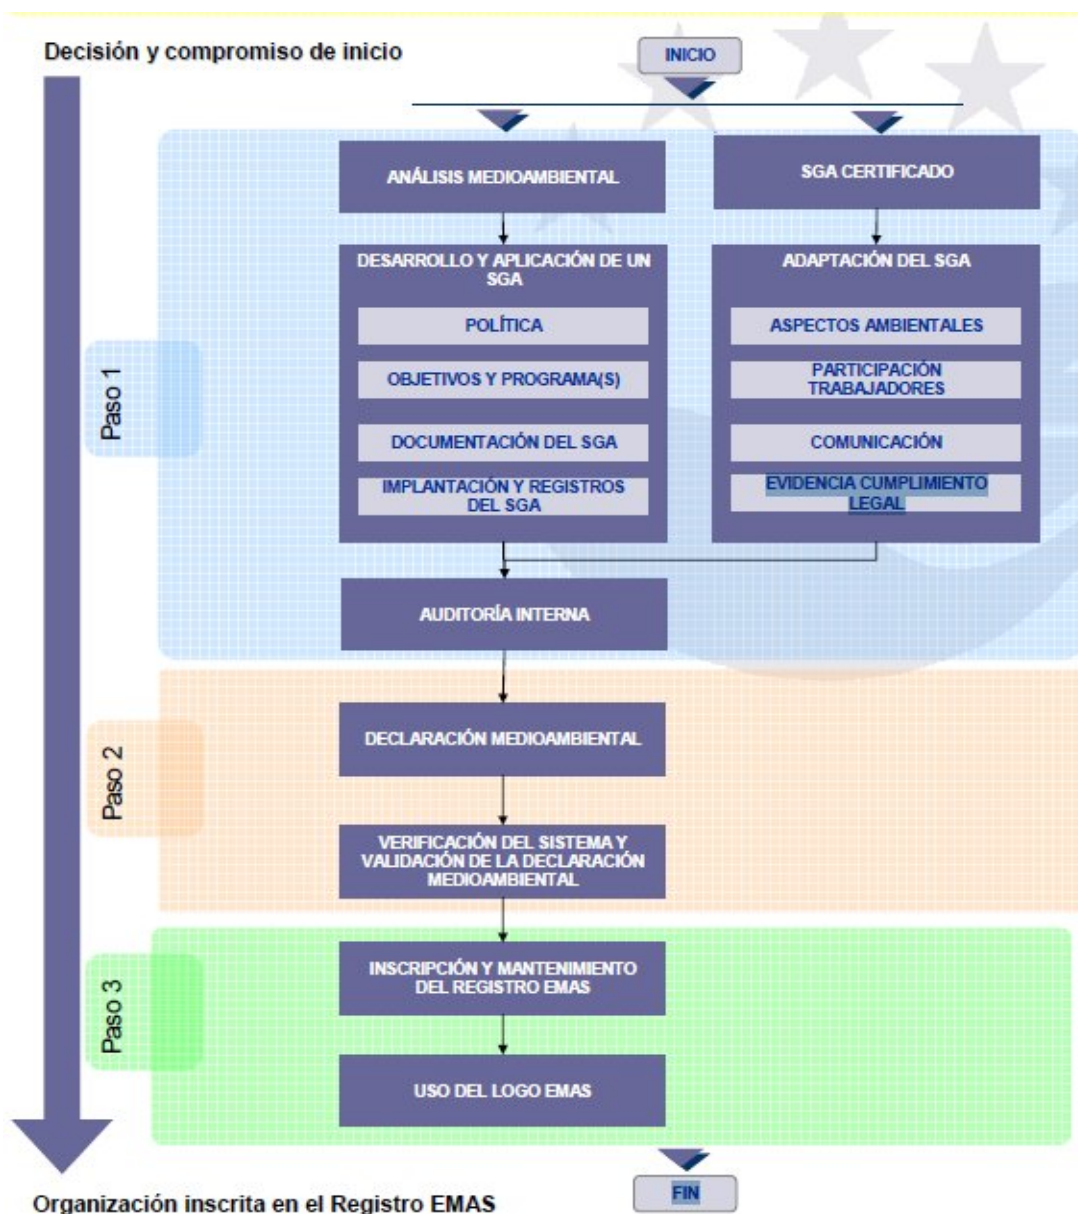 Decisión y compromiso de inicio
INICIO
ANÁLISIS MEDIOAMBIENTAL
SGA CERTIFICADO
DESARROLLO Y APLICACIÓN DE UN
SGA
POLÍTICA
OBJETIVOS Y PROGRAMA(S)
DOCUMENTACIÓN DEL SGA
IMPLANTACIÓN Y REGISTROS
DEL SGA
ADAPTACIÓN DEL SGA
ASPECTOS AMBIENTALES
PARTICIPACIÓN
TRABAJADORES
COMUNICACIÓN
EVIDENCIA CUMPLIMIENTO
LEGAL
Paso 1
AUDITORÍA INTERNA
Paso 2
DECLARACIÓN MEDIOAMBIENTAL
VERIFICACIÓN DEL SISTEMA Y
VALIDACIÓN DE LA DECLARACIÓN
MEDIOAMBIENTAL
Paso 3
INSCRIPCIÓN Y MANTENIMIENTO
DEL REGISTRO EMAS
USO DEL LOGO EMAS
FIN
Organización inscrita en el Registro EMAS